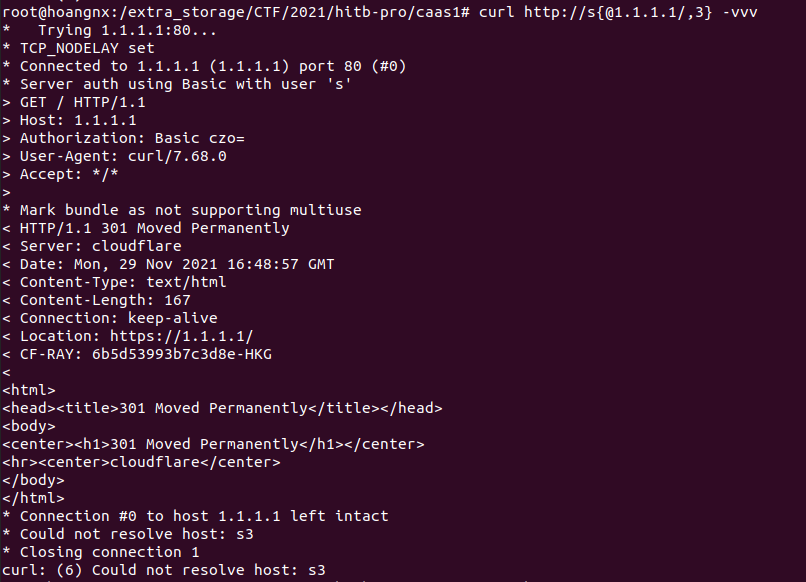 root@hoangnx:/extra_storage/CTF/2021/hitb-pro/caas1# curl http://s{@1.1.1.1/,3} -vvv
*   Trying 1.1.1.1:80...
* TCP_NODELAY set
* Connected to 1.1.1.1 (1.1.1.1) port 80 (#0)
* Server auth using Basic with user 's'
> GET / HTTP/1.1
> Host: 1.1.1.1
> Authorization: Basic czo=
> User-Agent: curl/7.68.0
> Accept: */*
>
* Mark bundle as not supporting multiuse
< HTTP/1.1 301 Moved Permanently
< Server: cloudflare
< Date: Mon, 29 Nov 2021 16:48:57 GMT
< Content-Type: text/html
< Content-Length: 167
< Connection: keep-alive
< Location: https://1.1.1.1/
< CF-RAY: 6b5d53993b7c3d8e-HKG
<
<html>
<head><title>301 Moved Permanently</title></head>
<body>
<center><h1>301 Moved Permanently</h1></center>
<hr><center>cloudflare</center>
</body>
</html>
* Connection #0 to host 1.1.1.1 left intact
* Could not resolve host: s3
* Closing connection 1
curl: (6) Could not resolve host: s3